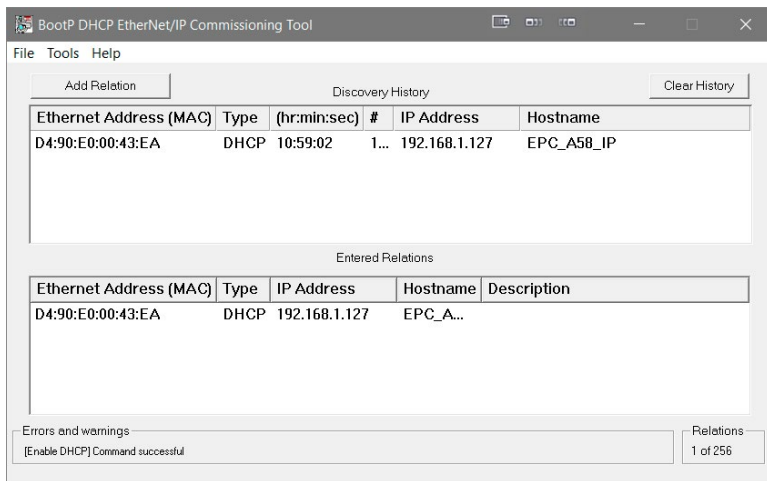 BootP DHCP EtherNet/IP Commissioning Tool
File Tools Help
Add Relation Discovery History Clear History
Ethernet Address (MAC) Type (hr:min:sec) # IP Address Hostname
D4:90:E0:00:43:EA DHCP 10:59:02 1... 192.168.1.127 EPC_A58_IP
Entered Relations
Ethernet Address (MAC) Type IP Address Hostname Description
D4:90:E0:00:43:EA DHCP 192.168.1.127 EPC_A...
Errors and warnings Relations
[Enable DHCP] Command successful 1 of 256